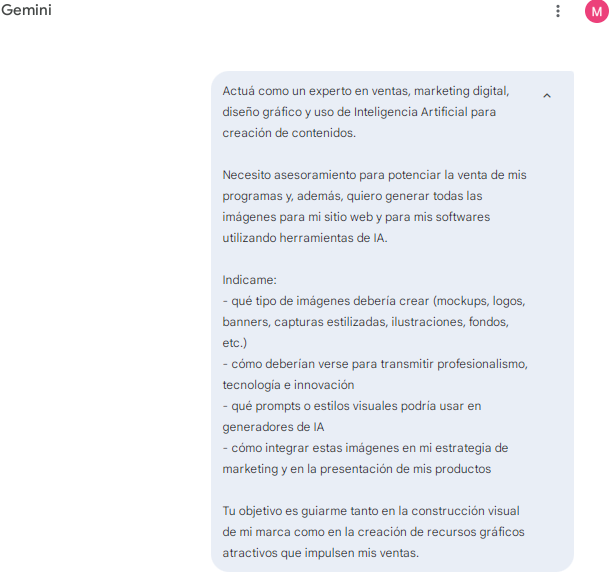 Gemini
M
Actuá como un experto en ventas, marketing digital,
diseño gráfico y uso de Inteligencia Artificial para
creación de contenidos.
Necesito asesoramiento para potenciar la venta de mis
programas y, además, quiero generar todas las
imágenes para mi sitio web y para mis softwares
utilizando herramientas de IA.
Indicame:
- qué tipo de imágenes debería crear (mockups, logos,
banners, capturas estilizadas, ilustraciones, fondos,
etc.)
- cómo deberían verse para transmitir profesionalismo,
tecnología e innovación
- qué prompts o estilos visuales podría usar en
generadores de IA
- cómo integrar estas imágenes en mi estrategia de
marketing y en la presentación de mis productos
Tu objetivo es guiarme tanto en la construcción visual
de mi marca como en la creación de recursos gráficos
atractivos que impulsen mis ventas.